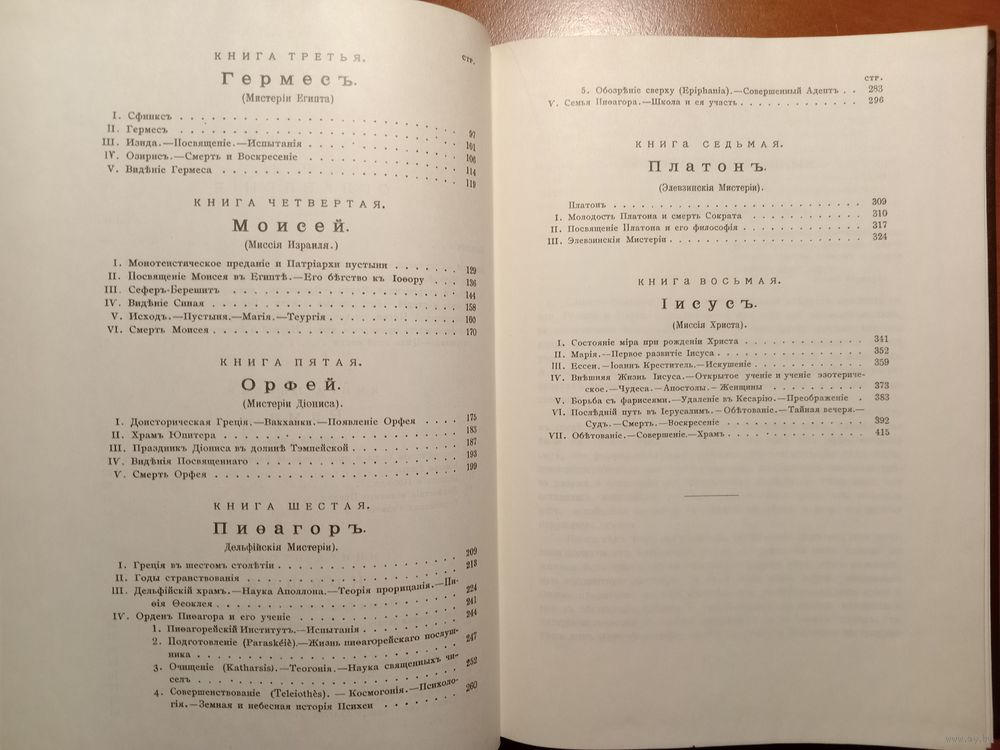 КНИГА ТРЕТЬЯ.
СТР.
Гермесъ.
(Мистеріи Египта)
I. Сфинксъ . . . . . 97
II. Гермесъ . . . . . 101
III. Изида.—Посвященіе.—Испытанія . . . . . 106
IV. Озирисъ.—Смерть и Воскресеніе . . . . . 114
V. Видѣніе Гермеса . . . . . 119
КНИГА ЧЕТВЕРТАЯ.
Моисей.
(Миссія Израиля.)
I. Монотеистическое преданіе и Патріархи пустыни . . . . . 129
II. Посвященіе Моисея въ Египтѣ.—Его бѣгство къ Іоѳору . . . 136
III. Сеферъ-Берешитъ . . . . . 144
IV. Видѣніе Синая . . . . . 158
V. Исходъ.—Пустыня.—Магія.—Теургія . . . . . 160
VI. Смерть Моисея . . . . . 170
КНИГА ПЯТАЯ.
Орфей.
(Мистеріи Діониса).
I. Доисторическая Греція.—Вакханки.—Появленіе Орфея . . . 175
II. Храмъ Юпитера . . . . . 183
III. Праздникъ Діониса въ долинѣ Тэмпейской . . . . . 187
IV. Видѣнія Посвященнаго . . . . . 193
V. Смерть Орфея . . . . . 199
КНИГА ШЕСТАЯ.
Пиѳагоръ.
Дельфійскія Мистеріи).
209
I. Греція въ шестомъ столѣтіи . . . . . 213
II. Годы странствованія . . . . .
III. Дельфійскій храмъ.—Наука Аполлона.—Теорія прорицанія.—Пи- 224
ѳія Ѳеоклея . . . . . 241
IV. Орденъ Пиѳагора и его ученіе . . . . . 244
1. Пиѳагорейскій Институтъ.—Испытанія . . . . .
2. Подготовленіе (Paraskéiè).—Жизнь пиѳагорейскаго послуш- 247
ника . . . . .
3. Очищеніе (Katharsis).—Теогонія.—Наука священныхъ чи- 252
селъ . . . . .
4. Совершенствованіе (Teleiothès). — Космогонія.—Психоло- 260
гія.—Земная и небесная исторія Психеи . . . . .
СТР.
5. Обозрѣніе сверху (Epiphania).—Совершенный Адептъ . . 283
V. Семья Пиѳагора.—Школа и ея участь . . . . . 296
КНИГА СЕДЬМАЯ.
Платонъ.
(Элевзинскія Мистеріи).
Платонъ . . . . . 309
I. Молодость Платона и смерть Сократа . . . . . 310
II. Посвященіе Платона и его философія . . . . . 317
III. Элевзинскія Мистеріи . . . . . 324
КНИГА ВОСЬМАЯ.
Іисусъ.
(Миссія Христа).
I. Состояніе міра при рожденіи Христа . . . . . 341
II. Марія.—Первое развитіе Іисуса . . . . . 352
III. Ессеи.—Іоаннъ Креститель.—Искушеніе . . . . . 359
IV. Внѣшняя Жизнь Іисуса.—Открытое ученіе и ученіе эзотериче-
ское.—Чудеса.—Апостолы.—Женщины . . . . . 373
V. Борьба съ фарисеями.—Удаленіе въ Кесарію.—Преображеніе . 383
VI. Послѣдній путь въ Іерусалимъ.—Обѣтованіе.—Тайная вечеря.—
Судъ.—Смерть.—Воскресеніе . . . . . 392
VII. Обѣтованіе.—Совершеніе.—Храмъ . . . . . 415